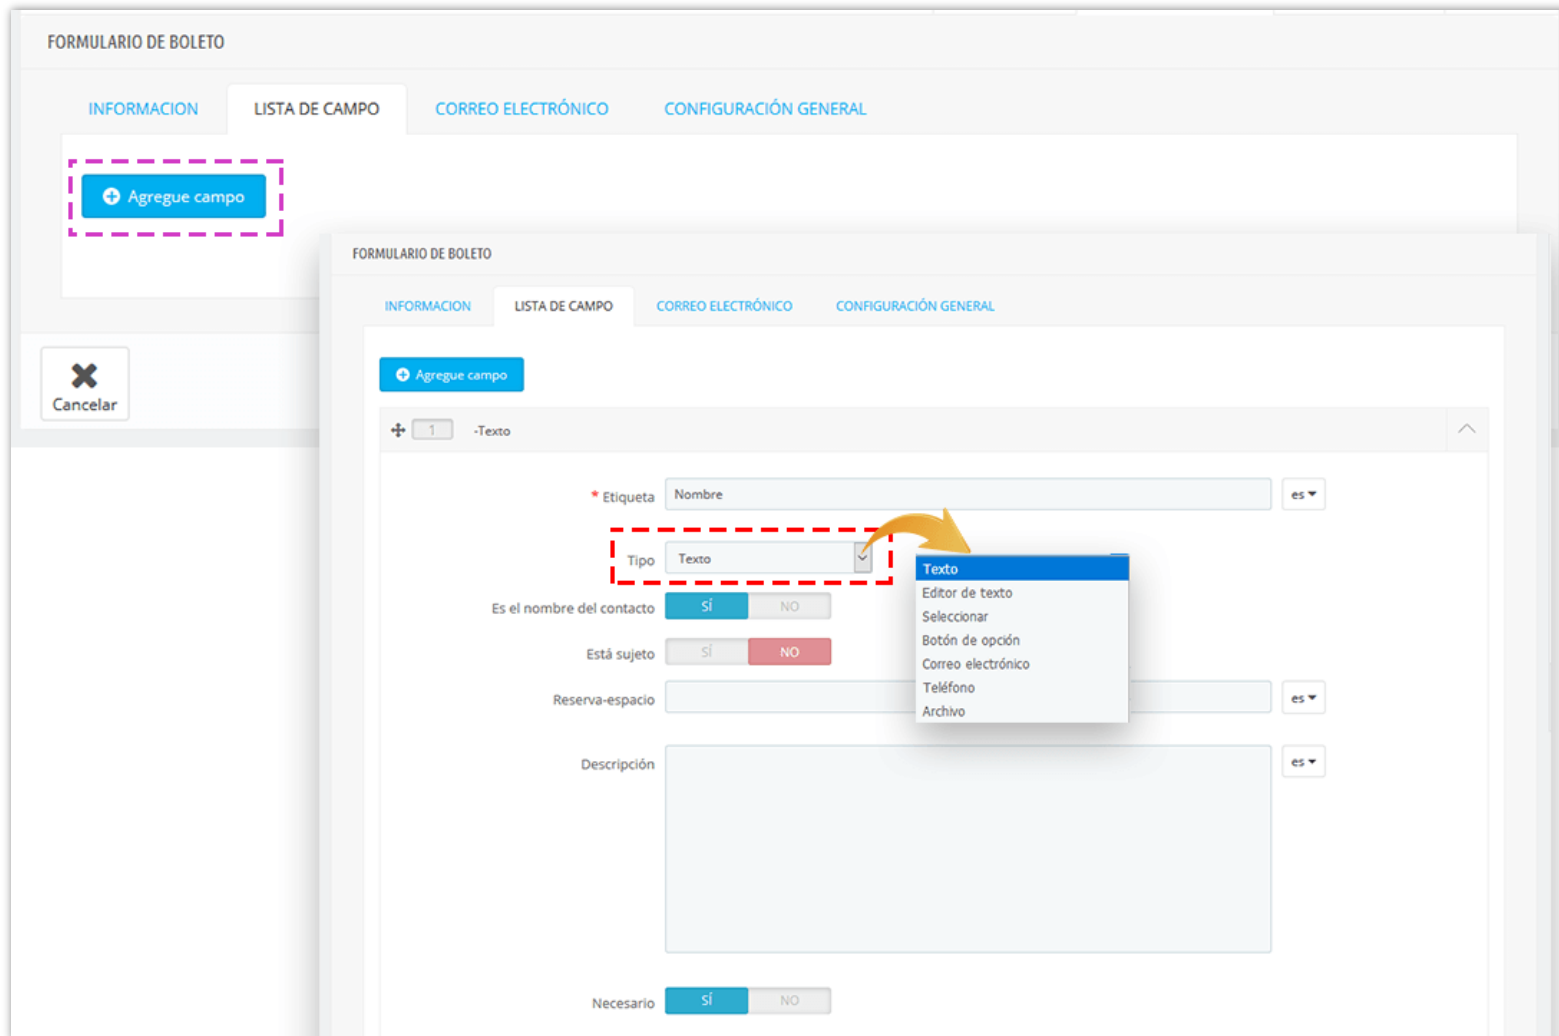 FORMULARIO DE BOLETO
INFORMACION
LISTA DE CAMPO
CORREO ELECTRÓNICO
CONFIGURACIÓN GENERAL
Agregue campo
Cancelar
FORMULARIO DE BOLETO
INFORMACION
LISTA DE CAMPO
CORREO ELECTRÓNICO
CONFIGURACIÓN GENERAL
Agregue campo
1 -Texto
* Etiqueta Nombre es
Tipo Texto
Texto
Editor de texto
Seleccionar
Botón de opción
Correo electrónico
Teléfono
Archivo
Es el nombre del contacto SÍ NO
Está sujeto SÍ NO
Reserva-espacio es
Descripción es
Necesario SÍ NO